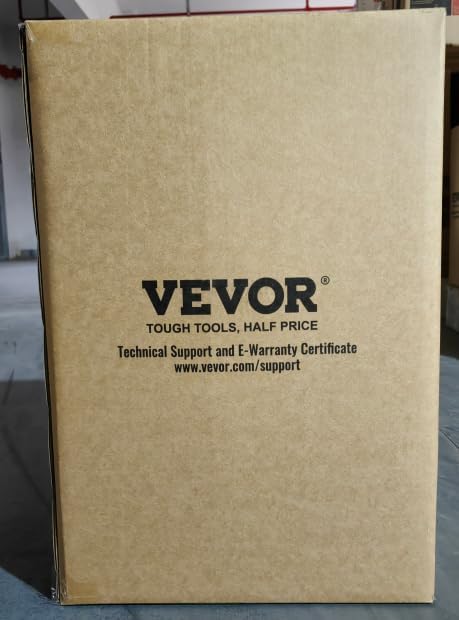 VEVOR®
TOUGH TOOLS, HALF PRICE
Technical Support and E-Warranty Certificate
www.vevor.com/support